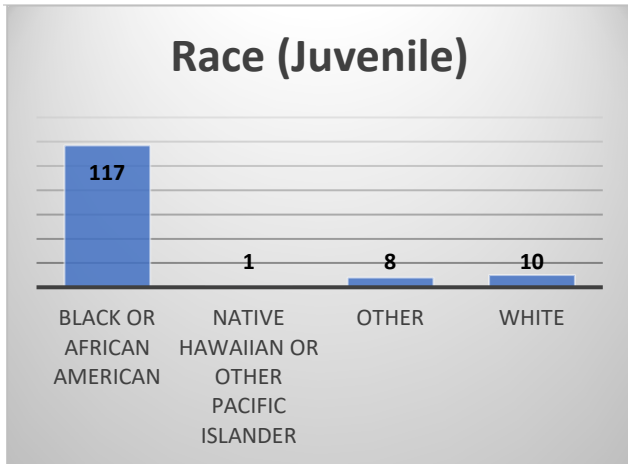 Race (Juvenile)
117
1
8
10
BLACK OR
AFRICAN
AMERICAN
NATIVE
HAWAIIAN OR
OTHER
PACIFIC
ISLANDER
OTHER
WHITE